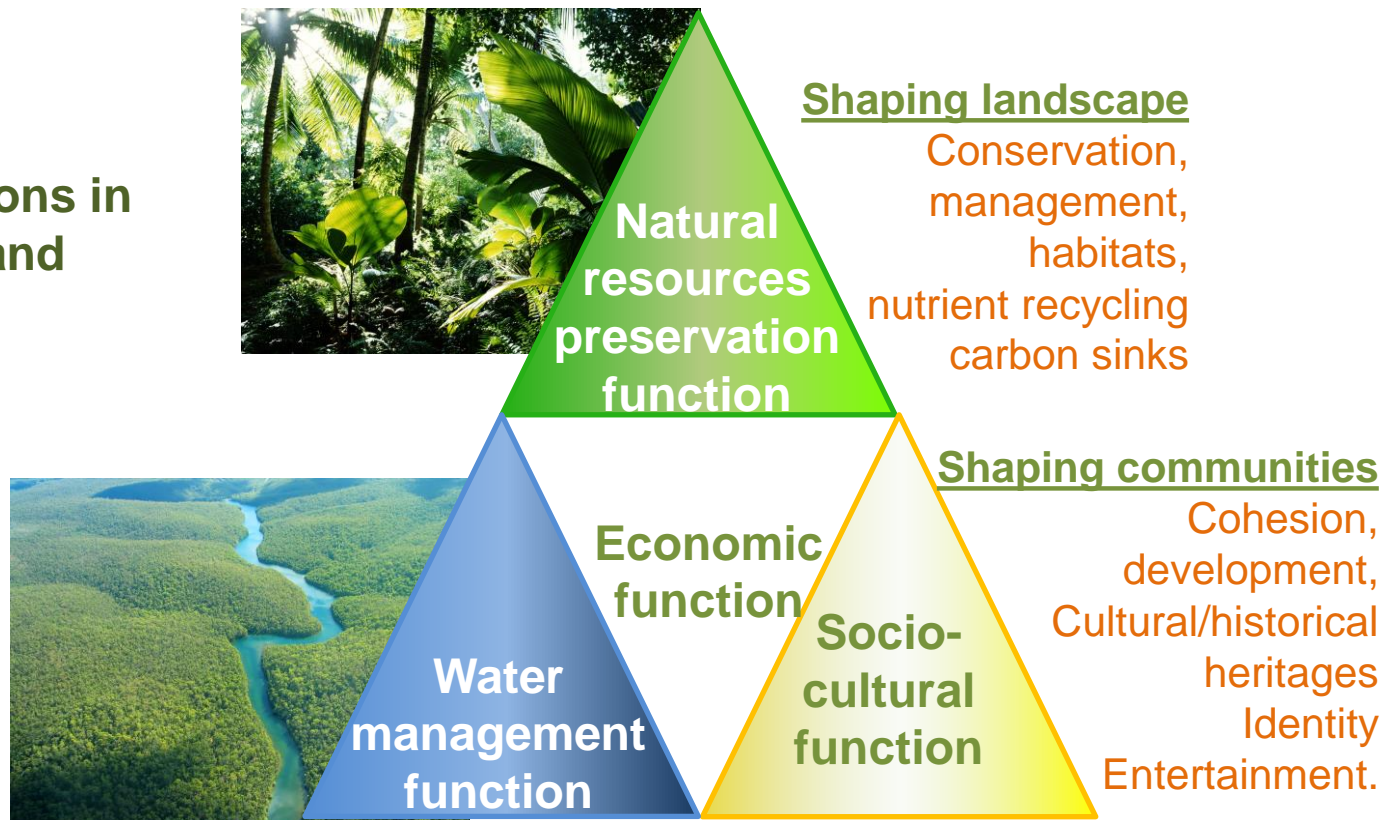 ons in
and
Natural
resources
preservation
function
Shaping landscape
Conservation,
management,
habitats,
nutrient recycling
carbon sinks
Economic
function
Water
management
function
Socio-
cultural
function
Shaping communities
Cohesion,
development,
Cultural/historical
heritages
Identity
Entertainment.